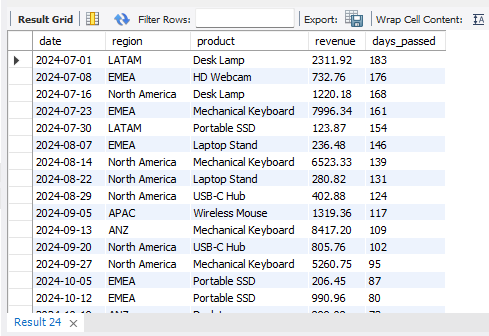 Result Grid Filter Rows: Export: Wrap Cell Content: IA
date region product revenue days_passed
2024-07-01 LATAM Desk Lamp 2311.92 183
2024-07-08 EMEA HD Webcam 732.76 176
2024-07-16 North America Desk Lamp 1220.18 168
2024-07-23 EMEA Mechanical Keyboard 7996.34 161
2024-07-30 LATAM Portable SSD 123.87 154
2024-08-07 EMEA Laptop Stand 236.48 146
2024-08-14 North America Mechanical Keyboard 6523.33 139
2024-08-22 North America Laptop Stand 280.82 131
2024-08-29 North America USB-C Hub 402.88 124
2024-09-05 APAC Wireless Mouse 1319.36 117
2024-09-13 ANZ Mechanical Keyboard 8417.20 109
2024-09-20 North America USB-C Hub 805.76 102
2024-09-27 North America Mechanical Keyboard 5260.75 95
2024-10-05 EMEA Portable SSD 206.45 87
2024-10-12 EMEA Portable SSD 990.96 80
Result 24 ×